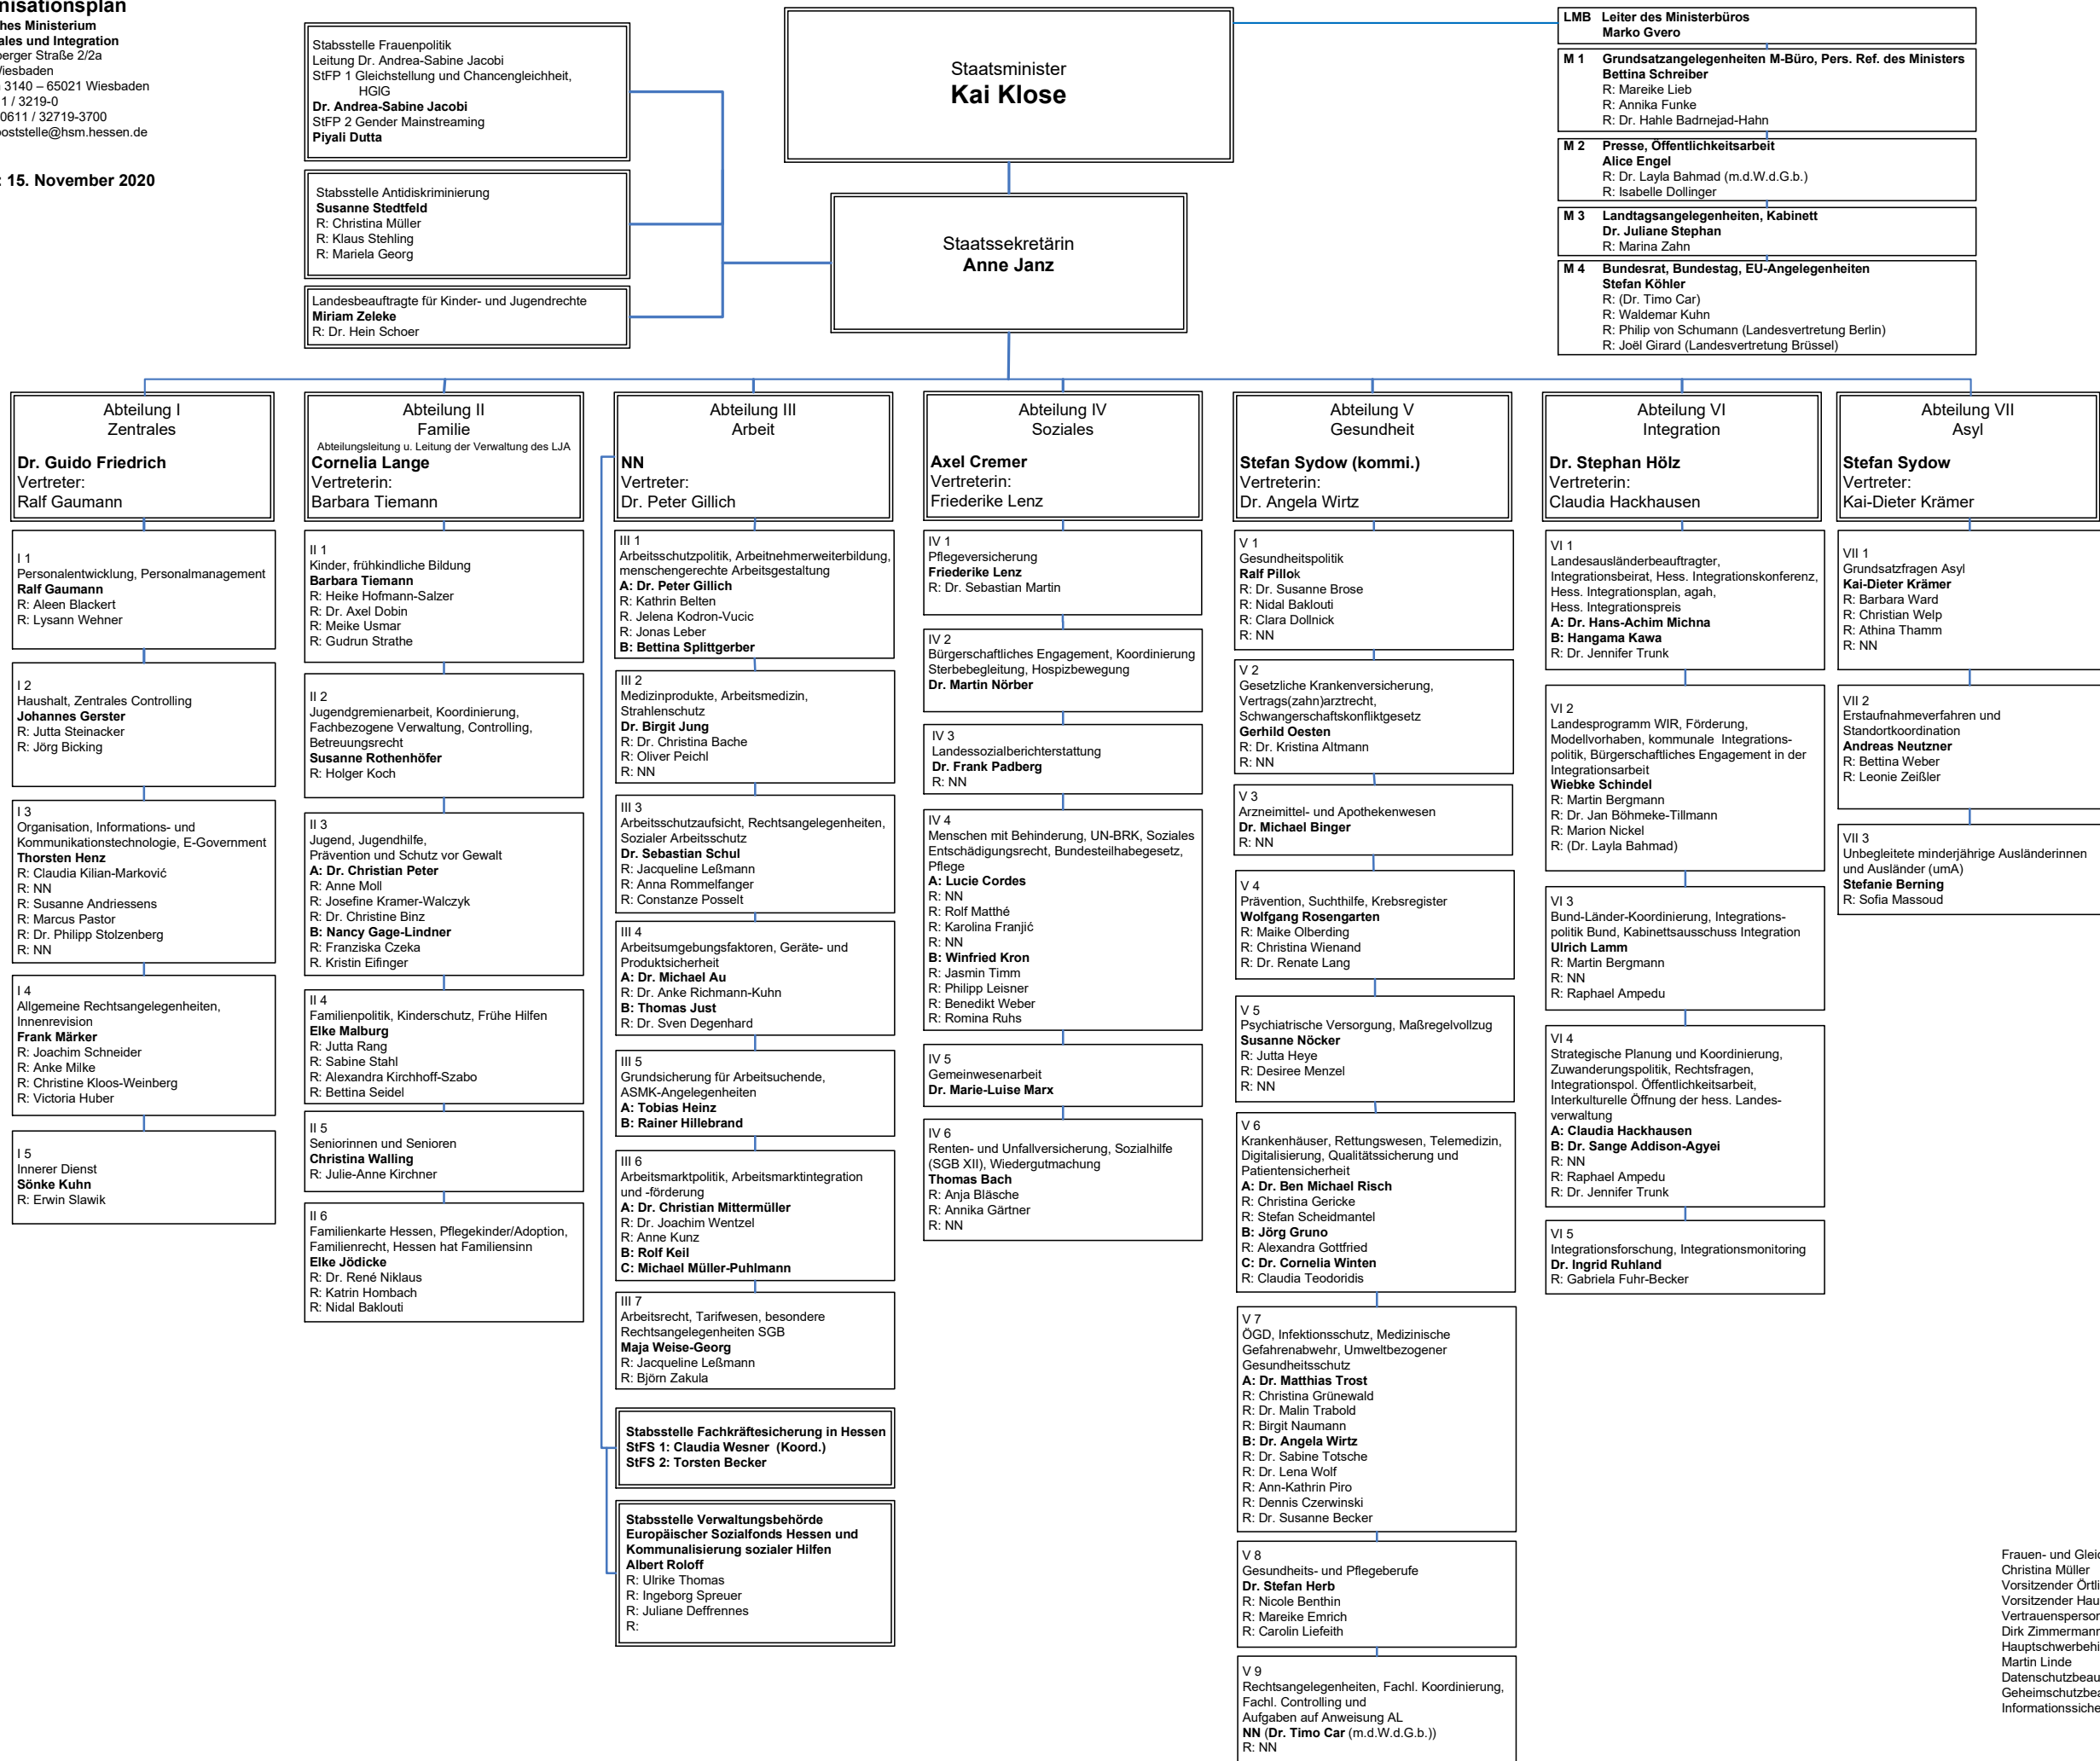 nisationsplan
ches Ministerium
ales und Integration
berger Straße 2/2a
Wiesbaden
3140 – 65021 Wiesbaden
1 / 3219-0
0611 / 32719-3700
poststelle@hsm.hessen.de
: 15. November 2020
Stabsstelle Frauenpolitik
Leitung Dr. Andrea-Sabine Jacobi
StFP 1 Gleichstellung und Chancengleichheit,
HGlG
Dr. Andrea-Sabine Jacobi
StFP 2 Gender Mainstreaming
Piyali Dutta
Stabsstelle Antidiskriminierung
Susanne Stedtfeld
R: Christina Müller
R: Klaus Stehling
R: Mariela Georg
Landesbeauftragte für Kinder- und Jugendrechte
Miriam Zeleke
R: Dr. Hein Schoer
Staatsminister
Kai Klose
Staatssekretärin
Anne Janz
LMB Leiter des Ministerbüros
Marko Gvero
M 1 Grundsatzangelegenheiten M-Büro, Pers. Ref. des Ministers
Bettina Schreiber
R: Mareike Lieb
R: Annika Funke
R: Dr. Hahle Badrnejad-Hahn
M 2 Presse, Öffentlichkeitsarbeit
Alice Engel
R: Dr. Layla Bahmad (m.d.W.d.G.b.)
R: Isabelle Dollinger
M 3 Landtagsangelegenheiten, Kabinett
Dr. Juliane Stephan
R: Marina Zahn
M 4 Bundesrat, Bundestag, EU-Angelegenheiten
Stefan Köhler
R: (Dr. Timo Car)
R: Waldemar Kuhn
R: Philip von Schumann (Landesvertretung Berlin)
R: Joël Girard (Landesvertretung Brüssel)
Abteilung I
Zentrales
Dr. Guido Friedrich
Vertreter:
Ralf Gaumann
I 1
Personalentwicklung, Personalmanagement
Ralf Gaumann
R: Aleen Blackert
R: Lysann Wehner
I 2
Haushalt, Zentrales Controlling
Johannes Gerster
R: Jutta Steinacker
R: Jörg Bicking
I 3
Organisation, Informations- und
Kommunikationstechnologie, E-Government
Thorsten Henz
R: Claudia Kilian-Marković
R: NN
R: Susanne Andriessens
R: Marcus Pastor
R: Dr. Philipp Stolzenberg
R: NN
I 4
Allgemeine Rechtsangelegenheiten,
Innenrevision
Frank Märker
R: Joachim Schneider
R: Anke Milke
R: Christine Kloos-Weinberg
R: Victoria Huber
I 5
Innerer Dienst
Sönke Kuhn
R: Erwin Slawik
Abteilung II
Familie
Abteilungsleitung u. Leitung der Verwaltung des LJA
Cornelia Lange
Vertreterin:
Barbara Tiemann
II 1
Kinder, frühkindliche Bildung
Barbara Tiemann
R: Heike Hofmann-Salzer
R: Dr. Axel Dobin
R: Meike Usmar
R: Gudrun Strathe
II 2
Jugendgremienarbeit, Koordinierung,
Fachbezogene Verwaltung, Controlling,
Betreuungsrecht
Susanne Rothenhöfer
R: Holger Koch
II 3
Jugend, Jugendhilfe,
Prävention und Schutz vor Gewalt
A: Dr. Christian Peter
R: Anne Moll
R: Josefine Kramer-Walczyk
R: Dr. Christine Binz
B: Nancy Gage-Lindner
R: Franziska Czeka
R. Kristin Eifinger
II 4
Familienpolitik, Kinderschutz, Frühe Hilfen
Elke Malburg
R: Jutta Rang
R: Sabine Stahl
R: Alexandra Kirchhoff-Szabo
R: Bettina Seidel
II 5
Seniorinnen und Senioren
Christina Walling
R: Julie-Anne Kirchner
II 6
Familienkarte Hessen, Pflegekinder/Adoption,
Familienrecht, Hessen hat Familiensinn
Elke Jödicke
R: Dr. René Niklaus
R: Katrin Hombach
R: Nidal Baklouti
Abteilung III
Arbeit
NN
Vertreter:
Dr. Peter Gillich
III 1
Arbeitsschutzpolitik, Arbeitnehmerweiterbildung,
menschengerechte Arbeitsgestaltung
A: Dr. Peter Gillich
R: Kathrin Belten
R. Jelena Kodron-Vucic
R: Jonas Leber
B: Bettina Splittgerber
III 2
Medizinprodukte, Arbeitsmedizin,
Strahlenschutz
Dr. Birgit Jung
R: Dr. Christina Bache
R: Oliver Peichl
R: NN
III 3
Arbeitsschutzaufsicht, Rechtsangelegenheiten,
Sozialer Arbeitsschutz
Dr. Sebastian Schul
R: Jacqueline Leßmann
R: Anna Rommelfanger
R: Constanze Posselt
III 4
Arbeitsumgebungsfaktoren, Geräte- und
Produktsicherheit
A: Dr. Michael Au
R: Dr. Anke Richmann-Kuhn
B: Thomas Just
R: Dr. Sven Degenhard
III 5
Grundsicherung für Arbeitsuchende,
ASMK-Angelegenheiten
A: Tobias Heinz
B: Rainer Hillebrand
III 6
Arbeitsmarktpolitik, Arbeitsmarktintegration
und -förderung
A: Dr. Christian Mittermüller
R: Dr. Joachim Wentzel
R: Anne Kunz
B: Rolf Keil
C: Michael Müller-Puhlmann
III 7
Arbeitsrecht, Tarifwesen, besondere
Rechtsangelegenheiten SGB
Maja Weise-Georg
R: Jacqueline Leßmann
R: Björn Zakula
Stabsstelle Fachkräftesicherung in Hessen
StFS 1: Claudia Wesner (Koord.)
StFS 2: Torsten Becker
Stabsstelle Verwaltungsbehörde
Europäischer Sozialfonds Hessen und
Kommunalisierung sozialer Hilfen
Albert Roloff
R: Ulrike Thomas
R: Ingeborg Spreuer
R: Juliane Deffrennes
R:
Abteilung IV
Soziales
Axel Cremer
Vertreterin:
Friederike Lenz
IV 1
Pflegeversicherung
Friederike Lenz
R: Dr. Sebastian Martin
IV 2
Bürgerschaftliches Engagement, Koordinierung
Sterbebegleitung, Hospizbewegung
Dr. Martin Nörber
IV 3
Landessozialberichterstattung
Dr. Frank Padberg
R: NN
IV 4
Menschen mit Behinderung, UN-BRK, Soziales
Entschädigungsrecht, Bundesteilhabegesetz,
Pflege
A: Lucie Cordes
R: NN
R: Rolf Matthé
R: Karolina Franjić
R: NN
B: Winfried Kron
R: Jasmin Timm
R: Philipp Leisner
R: Benedikt Weber
R: Romina Ruhs
IV 5
Gemeinwesenarbeit
Dr. Marie-Luise Marx
IV 6
Renten- und Unfallversicherung, Sozialhilfe
(SGB XII), Wiedergutmachung
Thomas Bach
R: Anja Bläsche
R: Annika Gärtner
R: NN
Abteilung V
Gesundheit
Stefan Sydow (kommi.)
Vertreterin:
Dr. Angela Wirtz
V 1
Gesundheitspolitik
Ralf Pillok
R: Dr. Susanne Brose
R: Nidal Baklouti
R: Clara Dollnick
R: NN
V 2
Gesetzliche Krankenversicherung,
Vertrags(zahn)arztrecht,
Schwangerschaftskonfliktgesetz
Gerhild Oesten
R: Dr. Kristina Altmann
R: NN
V 3
Arzneimittel- und Apothekenwesen
Dr. Michael Binger
R: NN
V 4
Prävention, Suchthilfe, Krebsregister
Wolfgang Rosengarten
R: Maike Olberding
R: Christina Wienand
R: Dr. Renate Lang
V 5
Psychiatrische Versorgung, Maßregelvollzug
Susanne Nöcker
R: Jutta Heye
R: Desiree Menzel
R: NN
V 6
Krankenhäuser, Rettungswesen, Telemedizin,
Digitalisierung, Qualitätssicherung und
Patientensicherheit
A: Dr. Ben Michael Risch
R: Christina Gericke
R: Stefan Scheidmantel
B: Jörg Gruno
R: Alexandra Gottfried
C: Dr. Cornelia Winten
R: Claudia Teodoridis
V 7
ÖGD, Infektionsschutz, Medizinische
Gefahrenabwehr, Umweltbezogener
Gesundheitsschutz
A: Dr. Matthias Trost
R: Christina Grünewald
R: Dr. Malin Trabold
R: Birgit Naumann
B: Dr. Angela Wirtz
R: Dr. Sabine Totsche
R: Dr. Lena Wolf
R: Ann-Kathrin Piro
R: Dennis Czerwinski
R: Dr. Susanne Becker
V 8
Gesundheits- und Pflegeberufe
Dr. Stefan Herb
R: Nicole Benthin
R: Mareike Emrich
R: Carolin Liefeith
V 9
Rechtsangelegenheiten, Fachl. Koordinierung,
Fachl. Controlling und
Aufgaben auf Anweisung AL
NN (Dr. Timo Car (m.d.W.d.G.b.))
R: NN
Abteilung VI
Integration
Dr. Stephan Hölz
Vertreterin:
Claudia Hackhausen
VI 1
Landesausländerbeauftragter,
Integrationsbeirat, Hess. Integrationskonferenz,
Hess. Integrationsplan, agah,
Hess. Integrationspreis
A: Dr. Hans-Achim Michna
B: Hangama Kawa
R: Dr. Jennifer Trunk
VI 2
Landesprogramm WIR, Förderung,
Modellvorhaben, kommunale Integrations-
politik, Bürgerschaftliches Engagement in der
Integrationsarbeit
Wiebke Schindel
R: Martin Bergmann
R: Dr. Jan Böhmeke-Tillmann
R: Marion Nickel
R: (Dr. Layla Bahmad)
VI 3
Bund-Länder-Koordinierung, Integrations-
politik Bund, Kabinettsausschuss Integration
Ulrich Lamm
R: Martin Bergmann
R: NN
R: Raphael Ampedu
VI 4
Strategische Planung und Koordinierung,
Zuwanderungspolitik, Rechtsfragen,
Integrationspol. Öffentlichkeitsarbeit,
Interkulturelle Öffnung der hess. Landes-
verwaltung
A: Claudia Hackhausen
B: Dr. Sange Addison-Agyei
R: NN
R: Raphael Ampedu
R: Dr. Jennifer Trunk
VI 5
Integrationsforschung, Integrationsmonitoring
Dr. Ingrid Ruhland
R: Gabriela Fuhr-Becker
Abteilung VII
Asyl
Stefan Sydow
Vertreter:
Kai-Dieter Krämer
VII 1
Grundsatzfragen Asyl
Kai-Dieter Krämer
R: Barbara Ward
R: Christian Welp
R: Athina Thamm
R: NN
VII 2
Erstaufnahmeverfahren und
Standortkoordination
Andreas Neutzner
R: Bettina Weber
R: Leonie Zeißler
VII 3
Unbegleitete minderjährige Ausländerinnen
und Ausländer (umA)
Stefanie Berning
R: Sofia Massoud
Frauen- und Gleic
Christina Müller
Vorsitzender Örtli
Vorsitzender Hau
Vertrauensperson
Dirk Zimmermann
Hauptschwerbehi
Martin Linde
Datenschutzbeau
Geheimschutzbea
Informationssiche